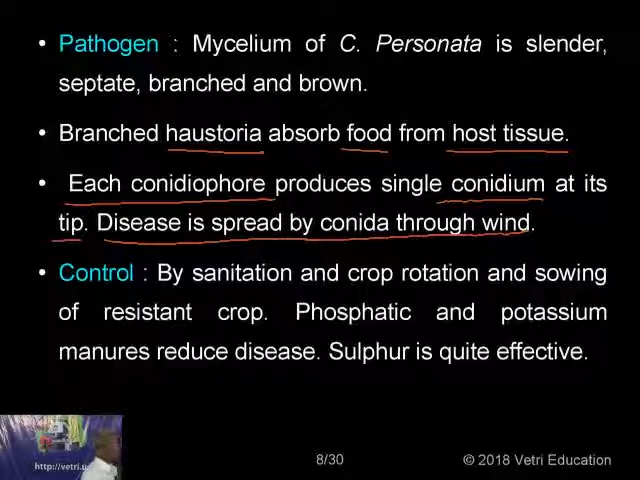 • Pathogen : Mycelium of C. Personata is slender,
septate, branched and brown.
• Branched haustoria absorb food from host tissue.
• Each conidiophore produces single conidium at its
tip. Disease is spread by conida through wind.
• Control : By sanitation and crop rotation and sowing
of resistant crop. Phosphatic and potassium
manures reduce disease. Sulphur is quite effective.
http://vetri.u
8/30
© 2018 Vetri Education